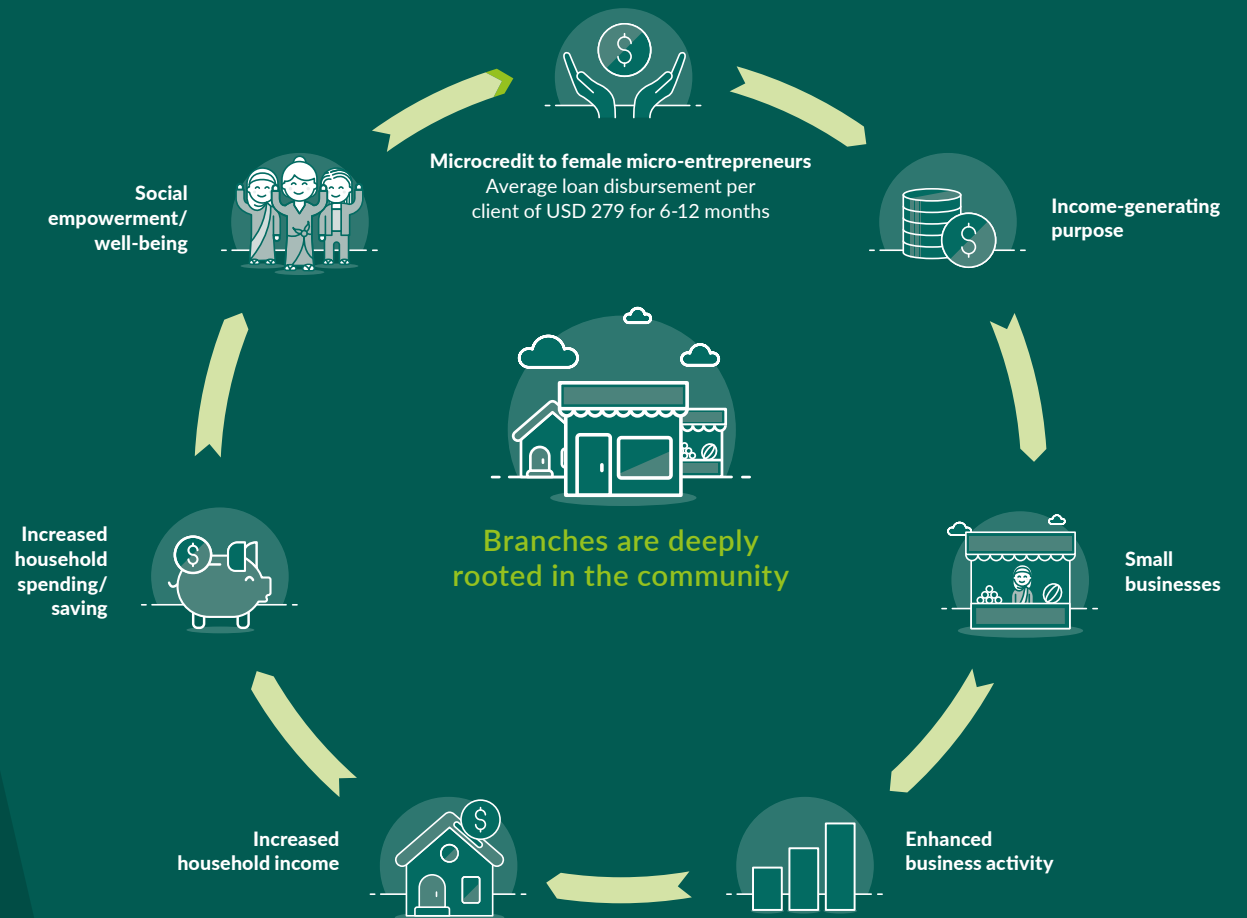 Microcredit to female micro-entrepreneurs
Average loan disbursement per
client of USD 279 for 6-12 months
Income-generating
purpose
Small
businesses
Enhanced
business activity
Increased
household income
Increased
household
spending/
saving
Social
empowerment/
well-being
Branches are deeply
rooted in the community